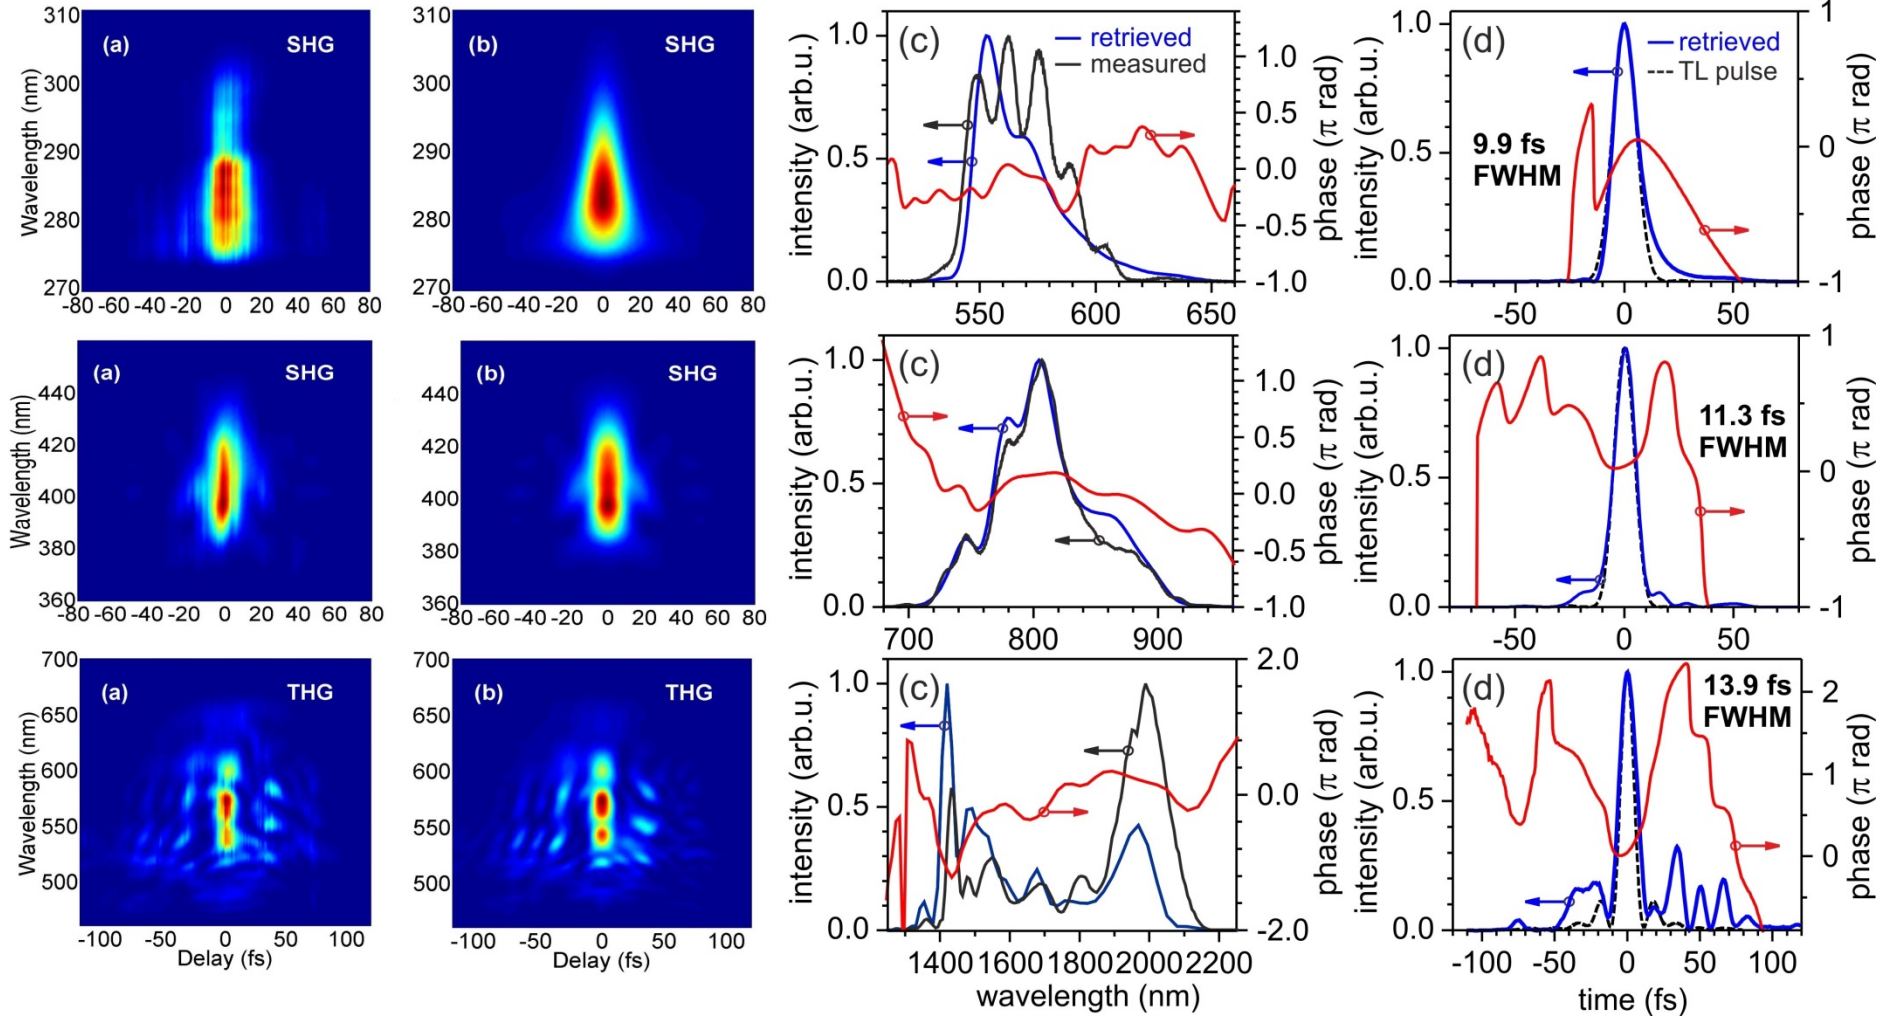 (a) SHG
Wavelength (nm)
310
300
290
280
270
-80 -60 -40 -20 0 20 40 60 80
(b) SHG
310
300
290
280
270
-80 -60 -40 -20 0 20 40 60 80
(c)
retrieved
measured
intensity (arb.u.)
1.0
0.5
0.0
550 600 650
phase (π rad)
1.0
0.5
0.0
-0.5
-1.0
(d)
retrieved
TL pulse
9.9 fs
FWHM
intensity (arb.u.)
1.0
0.5
0.0
-50 0 50
phase (π rad)
1
0
-1
(a) SHG
Wavelength (nm)
440
420
400
380
360
-80 -60 -40 -20 0 20 40 60 80
(b) SHG
440
420
400
380
360
-80 -60 -40 -20 0 20 40 60 80
(c)
intensity (arb.u.)
1.0
0.5
0.0
700 800 900
phase (π rad)
1.0
0.5
0.0
-0.5
-1.0
(d)
11.3 fs
FWHM
intensity (arb.u.)
1.0
0.5
0.0
-50 0 50
phase (π rad)
1
0
-1
(a) THG
Wavelength (nm)
700
600
550
500
-100 -50 0 50 100
Delay (fs)
(b) THG
700
600
550
500
-100 -50 0 50 100
Delay (fs)
(c)
intensity (arb.u.)
1.0
0.5
0.0
1400 1600 1800 2000 2200
wavelength (nm)
phase (π rad)
2.0
0.0
-2.0
(d)
13.9 fs
FWHM
intensity (arb.u.)
1.0
0.5
0.0
-100 -50 0 50 100
time (fs)
phase (π rad)
2
1
0